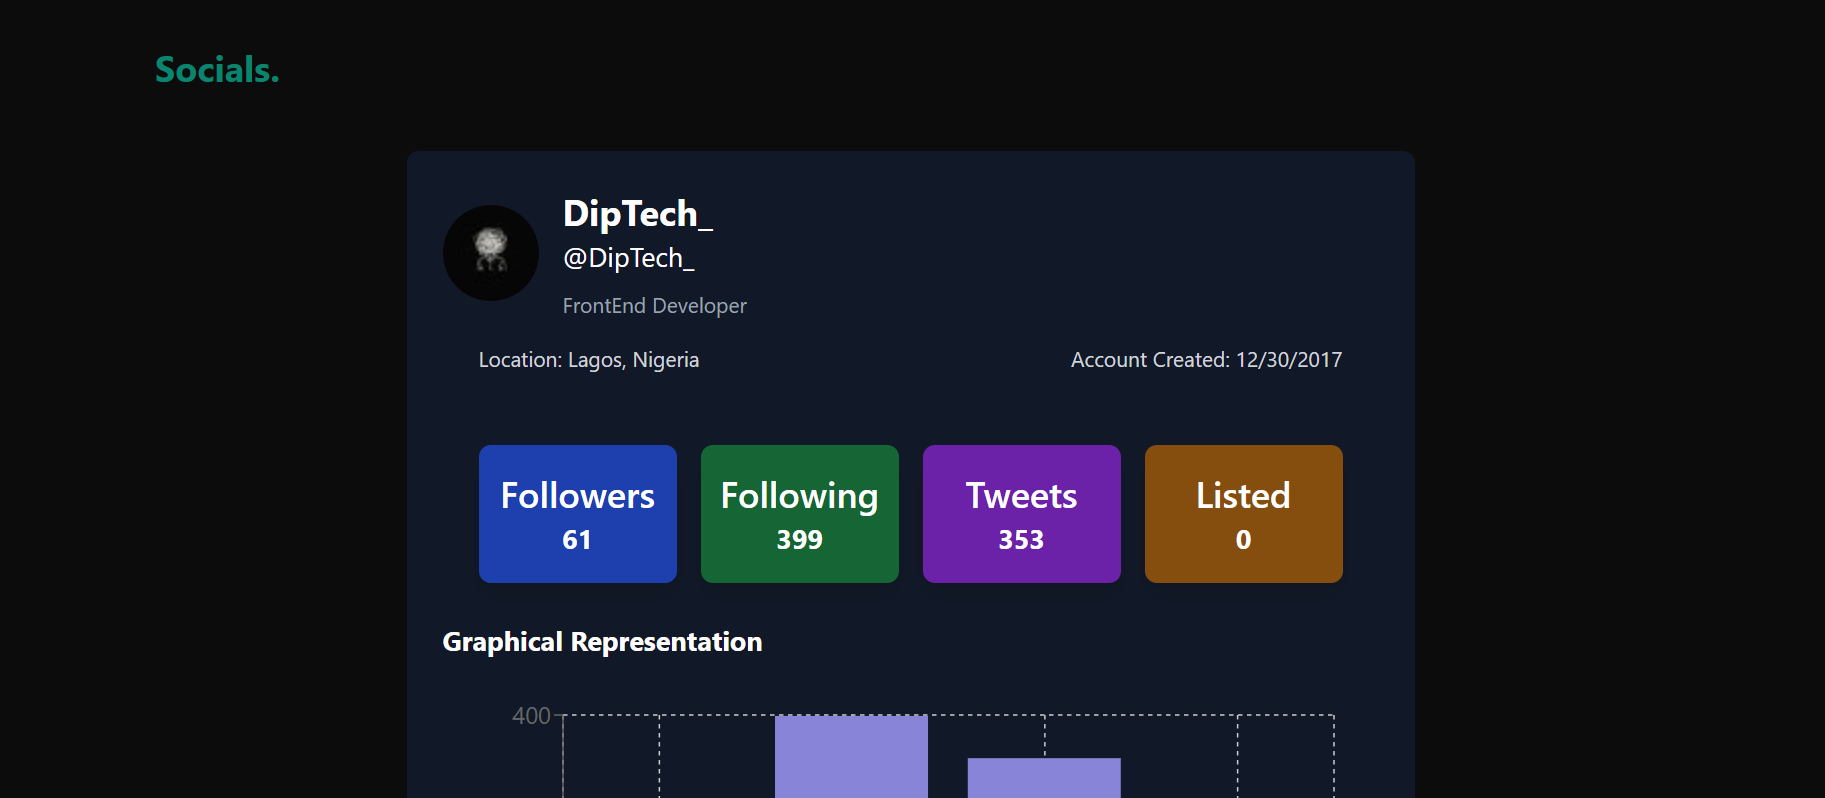 Socials.
DipTech_
@DipTech_
FrontEnd Developer
Location: Lagos, Nigeria
Account Created: 12/30/2017
Followers
61
Following
399
Tweets
353
Listed
0
Graphical Representation
400